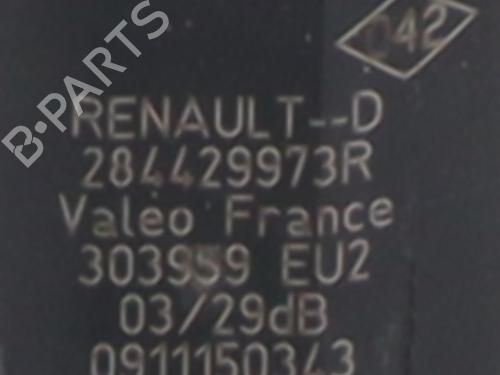 B-PARTS
042
RENAULT--D
284429973R
Valeo France
303959 EU2
03/29dB
0911150343